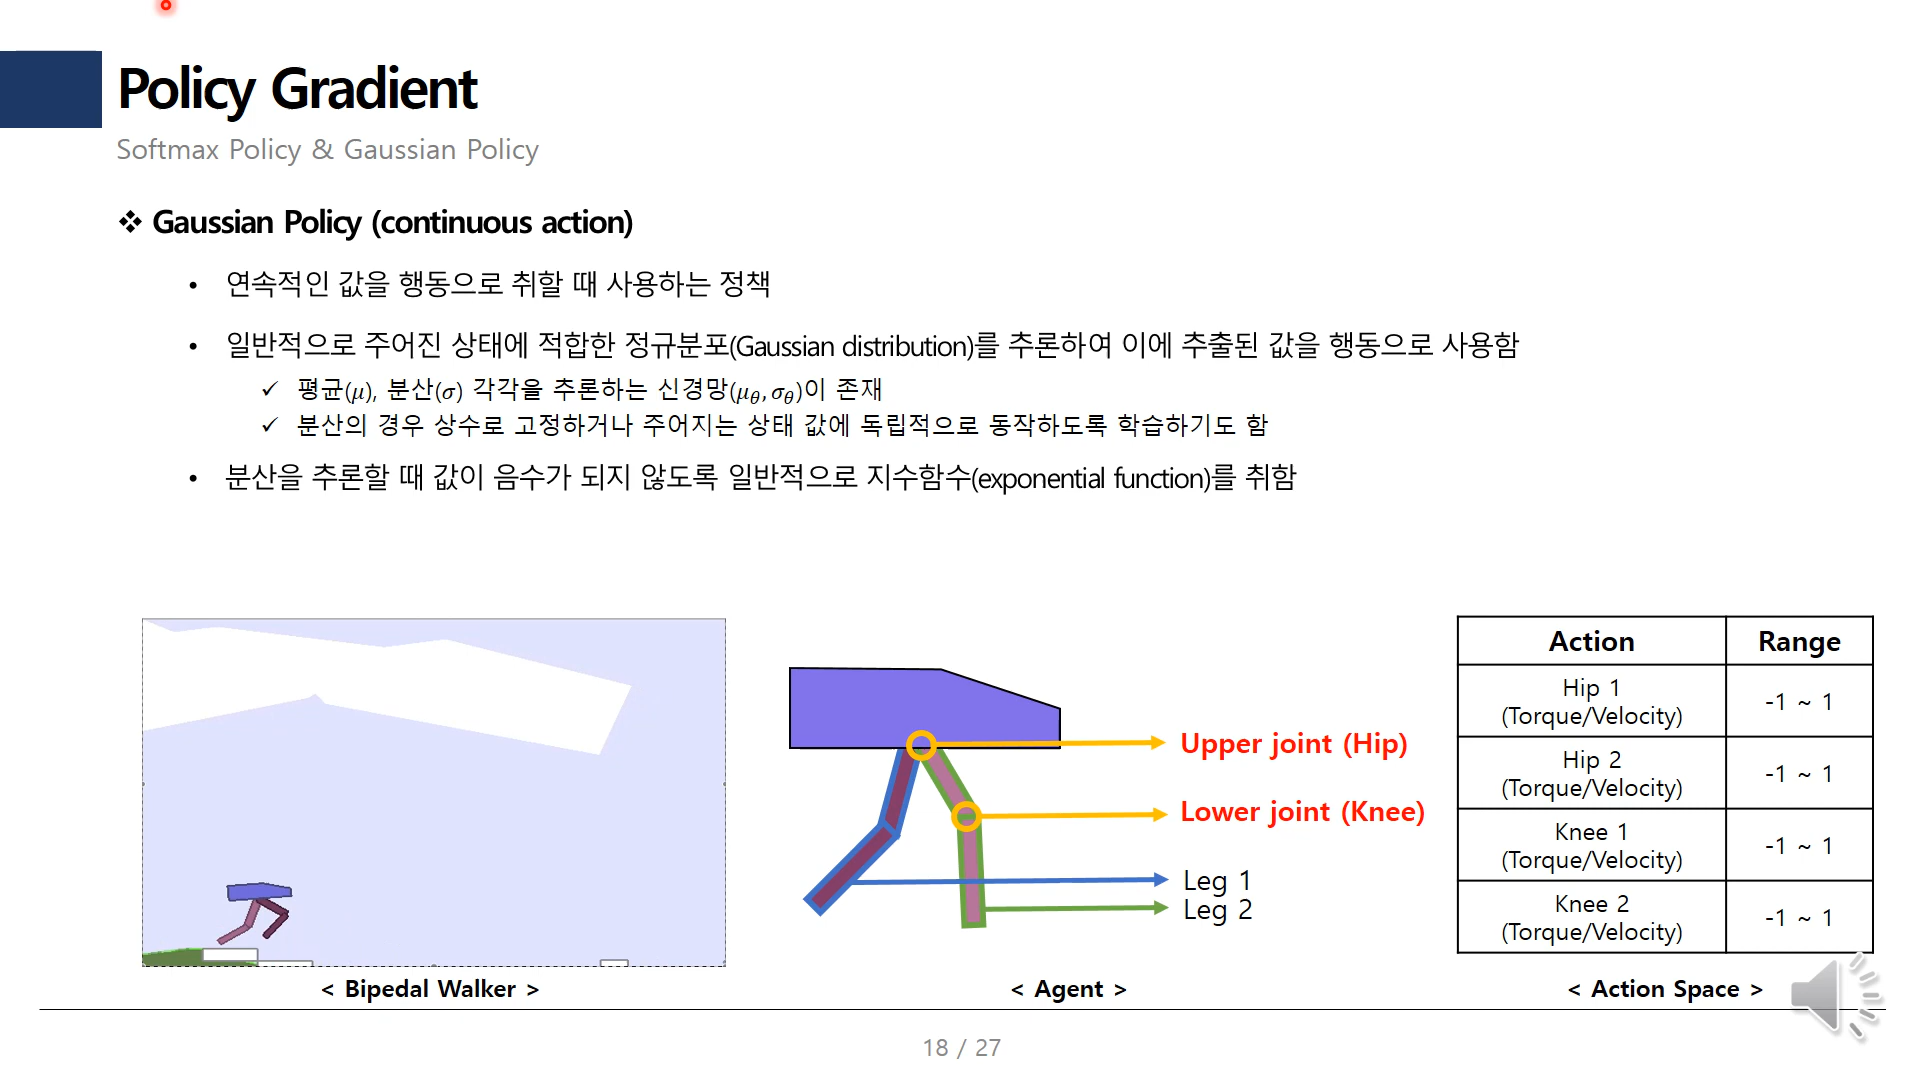 Policy Gradient
Softmax Policy & Gaussian Policy
❖ Gaussian Policy (continuous action)
• 연속적인 값을 행동으로 취할 때 사용하는 정책
• 일반적으로 주어진 상태에 적합한 정규분포(Gaussian distribution)를 추론하여 이에 추출된 값을 행동으로 사용함
✓ 평균(μ), 분산(σ) 각각을 추론하는 신경망(μ_θ, σ_θ)이 존재
✓ 분산의 경우 상수로 고정하거나 주어지는 상태 값에 독립적으로 동작하도록 학습하기도 함
• 분산을 추론할 때 값이 음수가 되지 않도록 일반적으로 지수함수(exponential function)를 취함
< Bipedal Walker >
Upper joint (Hip)
Lower joint (Knee)
Leg 1
Leg 2
< Agent >
Action Range
Hip 1
(Torque/Velocity) -1 ~ 1
Hip 2
(Torque/Velocity) -1 ~ 1
Knee 1
(Torque/Velocity) -1 ~ 1
Knee 2
(Torque/Velocity) -1 ~ 1
< Action Space >
18 / 27